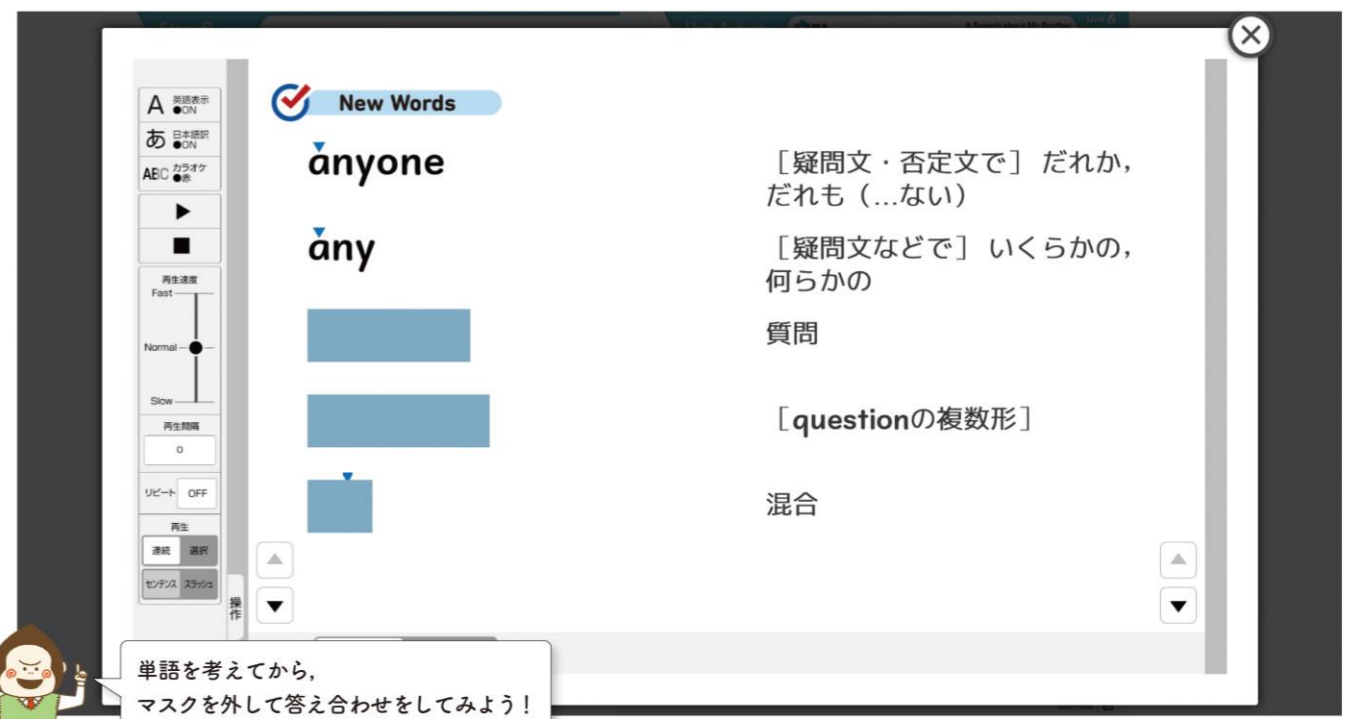 Unit 6
A 英語表示
●ON
あ 日本語訳
●ON
ABC カラオケ
●赤
再生速度
Fast
Normal
Slow
再生間隔
0
リピート OFF
再生
連続 選択
センテンス スラッシュ
操作
New Words
anyone
［疑問文・否定文で］ だれか,
だれも（…ない）
any
［疑問文などで］ いくらかの,
何らかの
質問
［questionの複数形］
混合
単語を考えてから,
マスクを外して答え合わせをしてみよう！